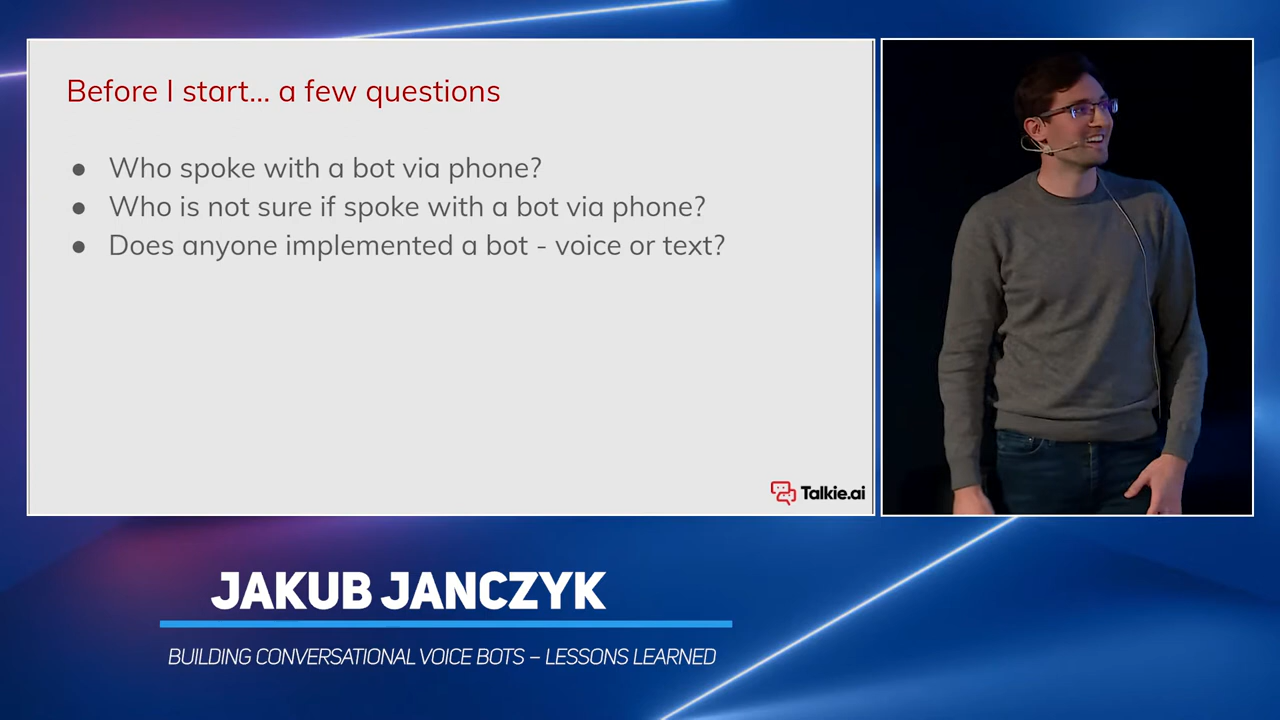 Before I start... a few questions
● Who spoke with a bot via phone?
● Who is not sure if spoke with a bot via phone?
● Does anyone implemented a bot - voice or text?
Talkie.ai
JAKUB JANCZYK
BUILDING CONVERSATIONAL VOICE BOTS – LESSONS LEARNED